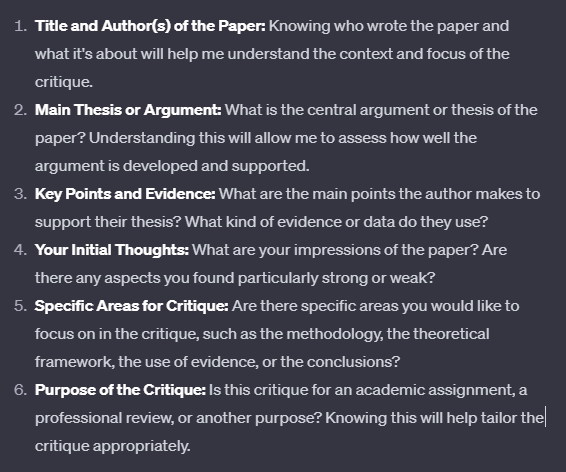 1. Title and Author(s) of the Paper: Knowing who wrote the paper and
what it's about will help me understand the context and focus of the
critique.
2. Main Thesis or Argument: What is the central argument or thesis of the
paper? Understanding this will allow me to assess how well the
argument is developed and supported.
3. Key Points and Evidence: What are the main points the author makes to
support their thesis? What kind of evidence or data do they use?
4. Your Initial Thoughts: What are your impressions of the paper? Are
there any aspects you found particularly strong or weak?
5. Specific Areas for Critique: Are there specific areas you would like to
focus on in the critique, such as the methodology, the theoretical
framework, the use of evidence, or the conclusions?
6. Purpose of the Critique: Is this critique for an academic assignment, a
professional review, or another purpose? Knowing this will help tailor the
critique appropriately.